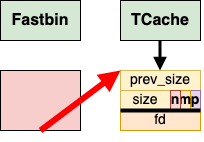 Fastbin
TCache
prev_size
size n m p
fd